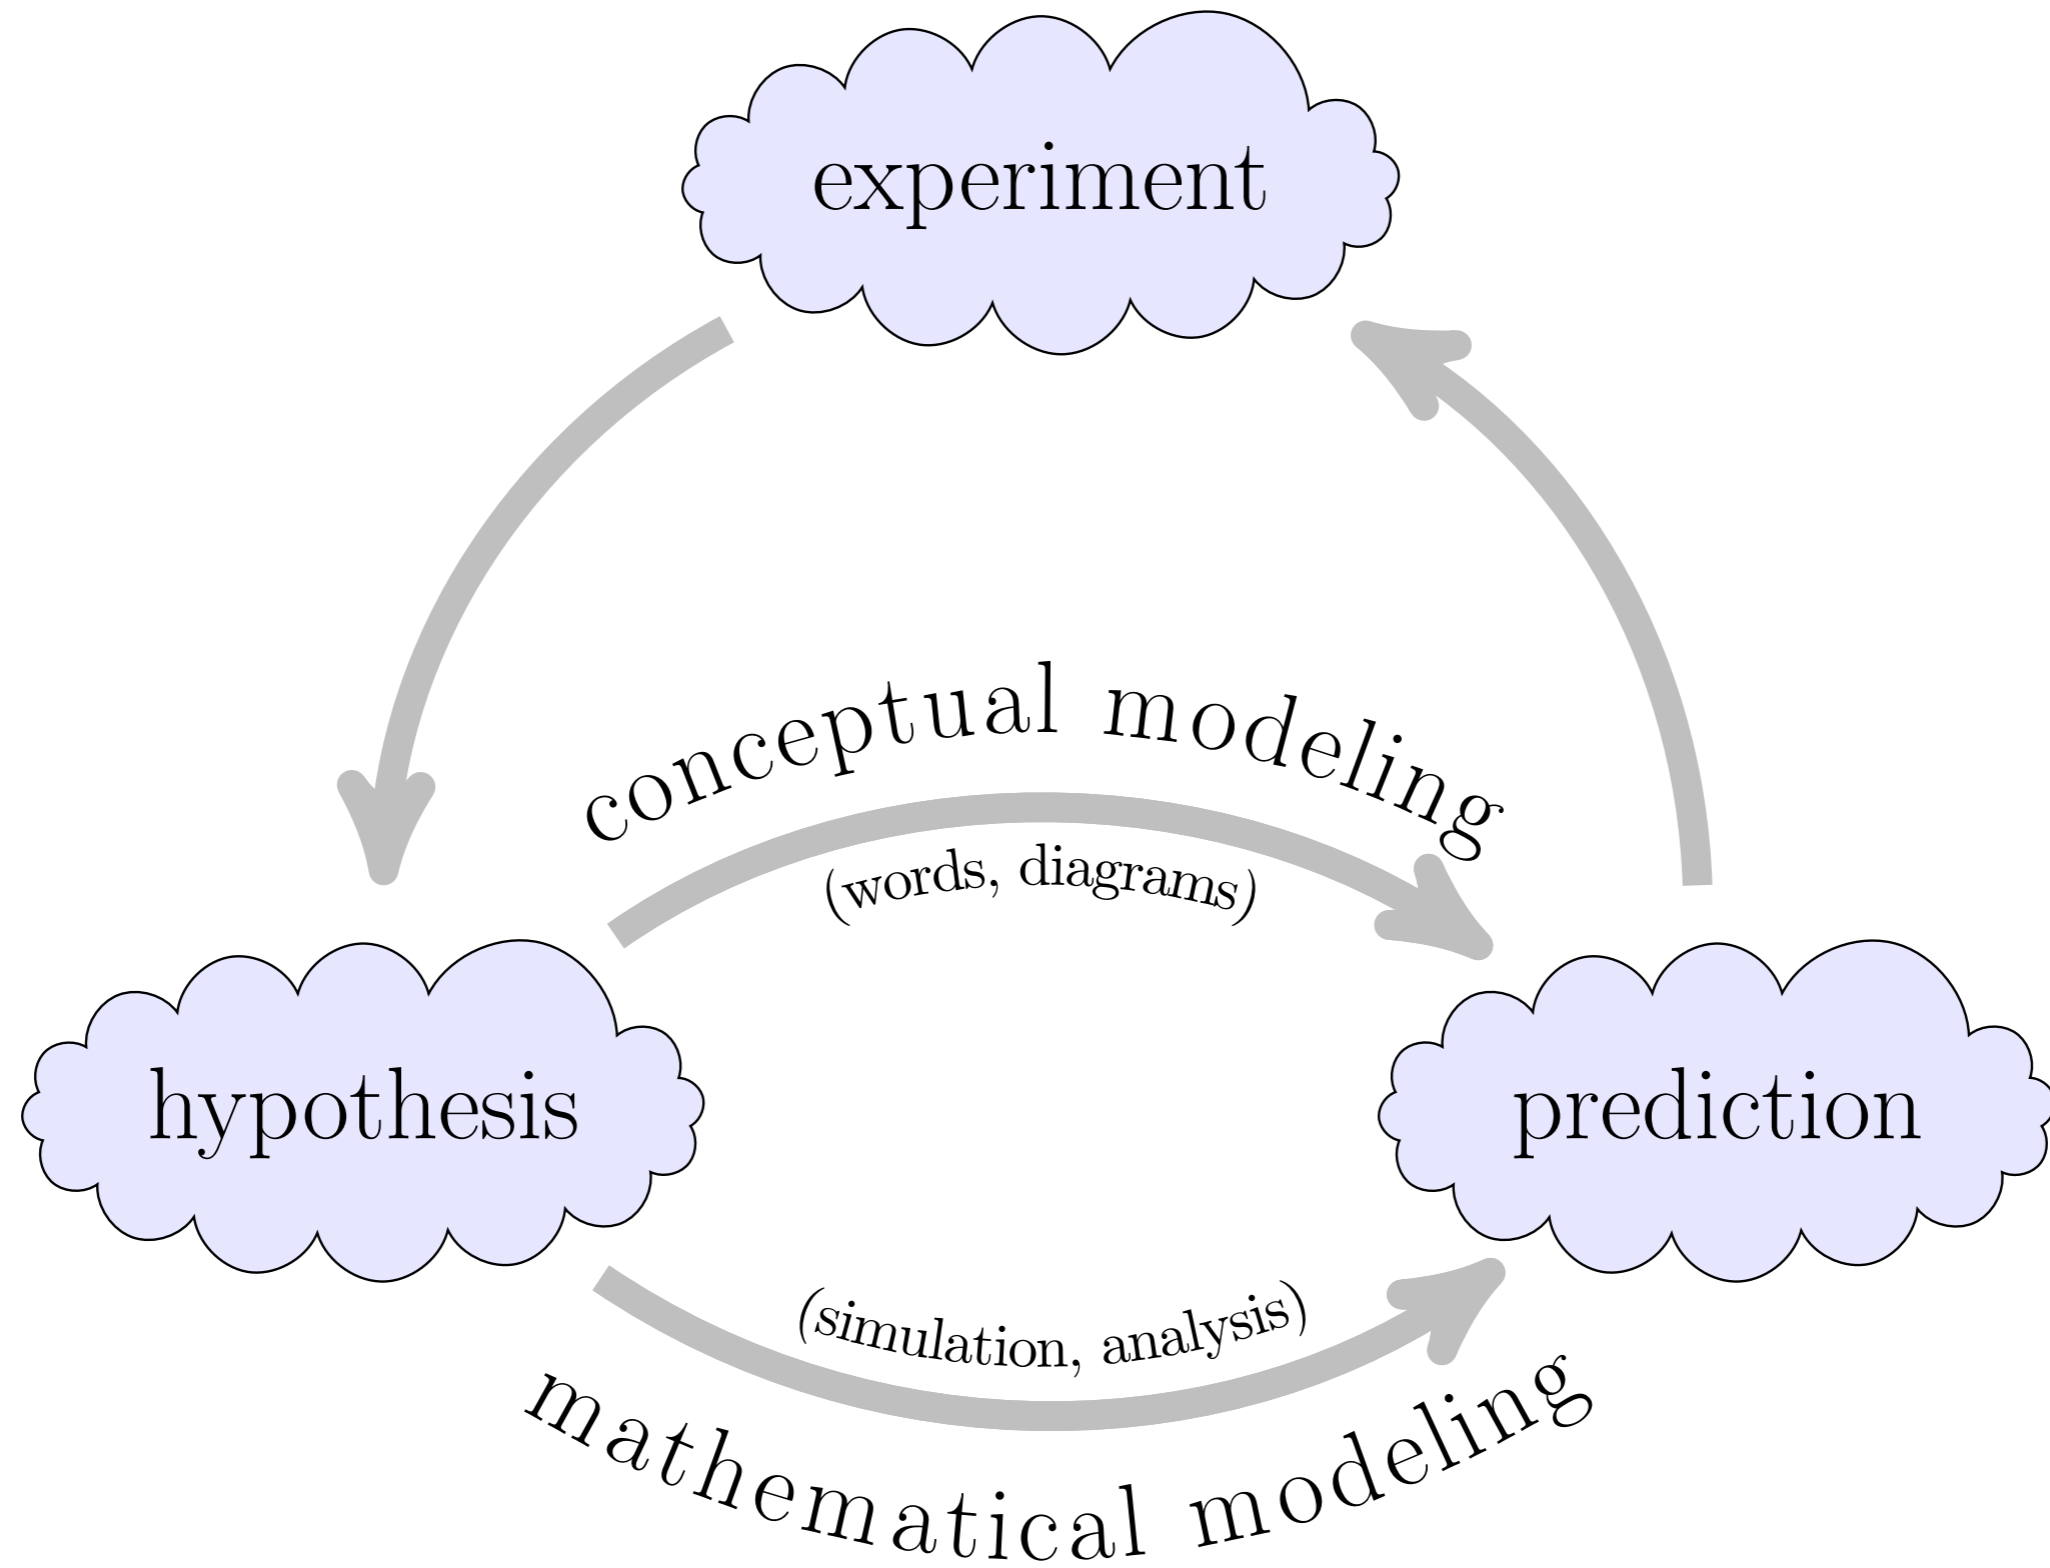 experiment
conceptual modeling
(words, diagrams)
hypothesis
prediction
(simulation, analysis)
mathematical modeling